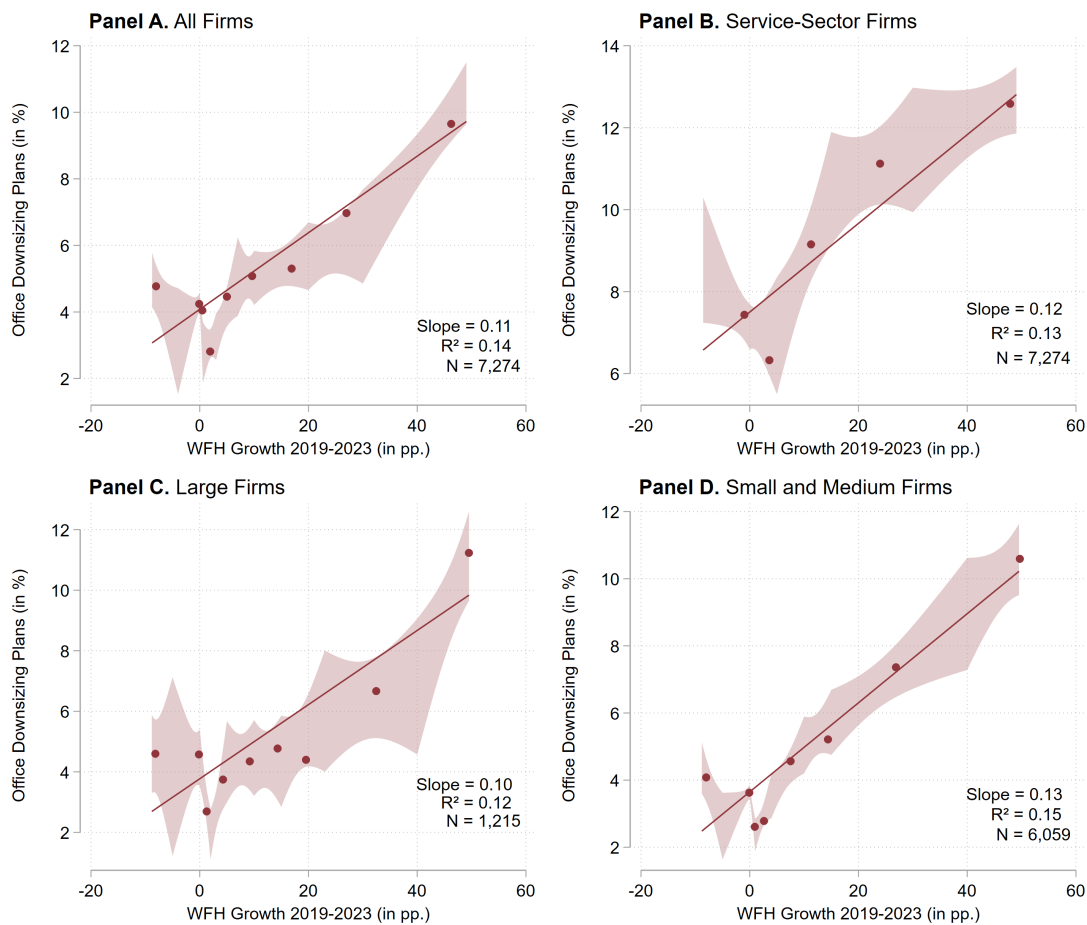 Panel A. All Firms
Office Downsizing Plans (in %)
12
10
8
6
4
2
Slope = 0.11
R² = 0.14
N = 7,274
-20 0 20 40 60
WFH Growth 2019-2023 (in pp.)
Panel B. Service-Sector Firms
Office Downsizing Plans (in %)
14
12
10
8
6
Slope = 0.12
R² = 0.13
N = 7,274
-20 0 20 40 60
WFH Growth 2019-2023 (in pp.)
Panel C. Large Firms
Office Downsizing Plans (in %)
12
10
8
6
4
2
Slope = 0.10
R² = 0.12
N = 1,215
-20 0 20 40 60
WFH Growth 2019-2023 (in pp.)
Panel D. Small and Medium Firms
Office Downsizing Plans (in %)
12
10
8
6
4
2
Slope = 0.13
R² = 0.15
N = 6,059
-20 0 20 40 60
WFH Growth 2019-2023 (in pp.)